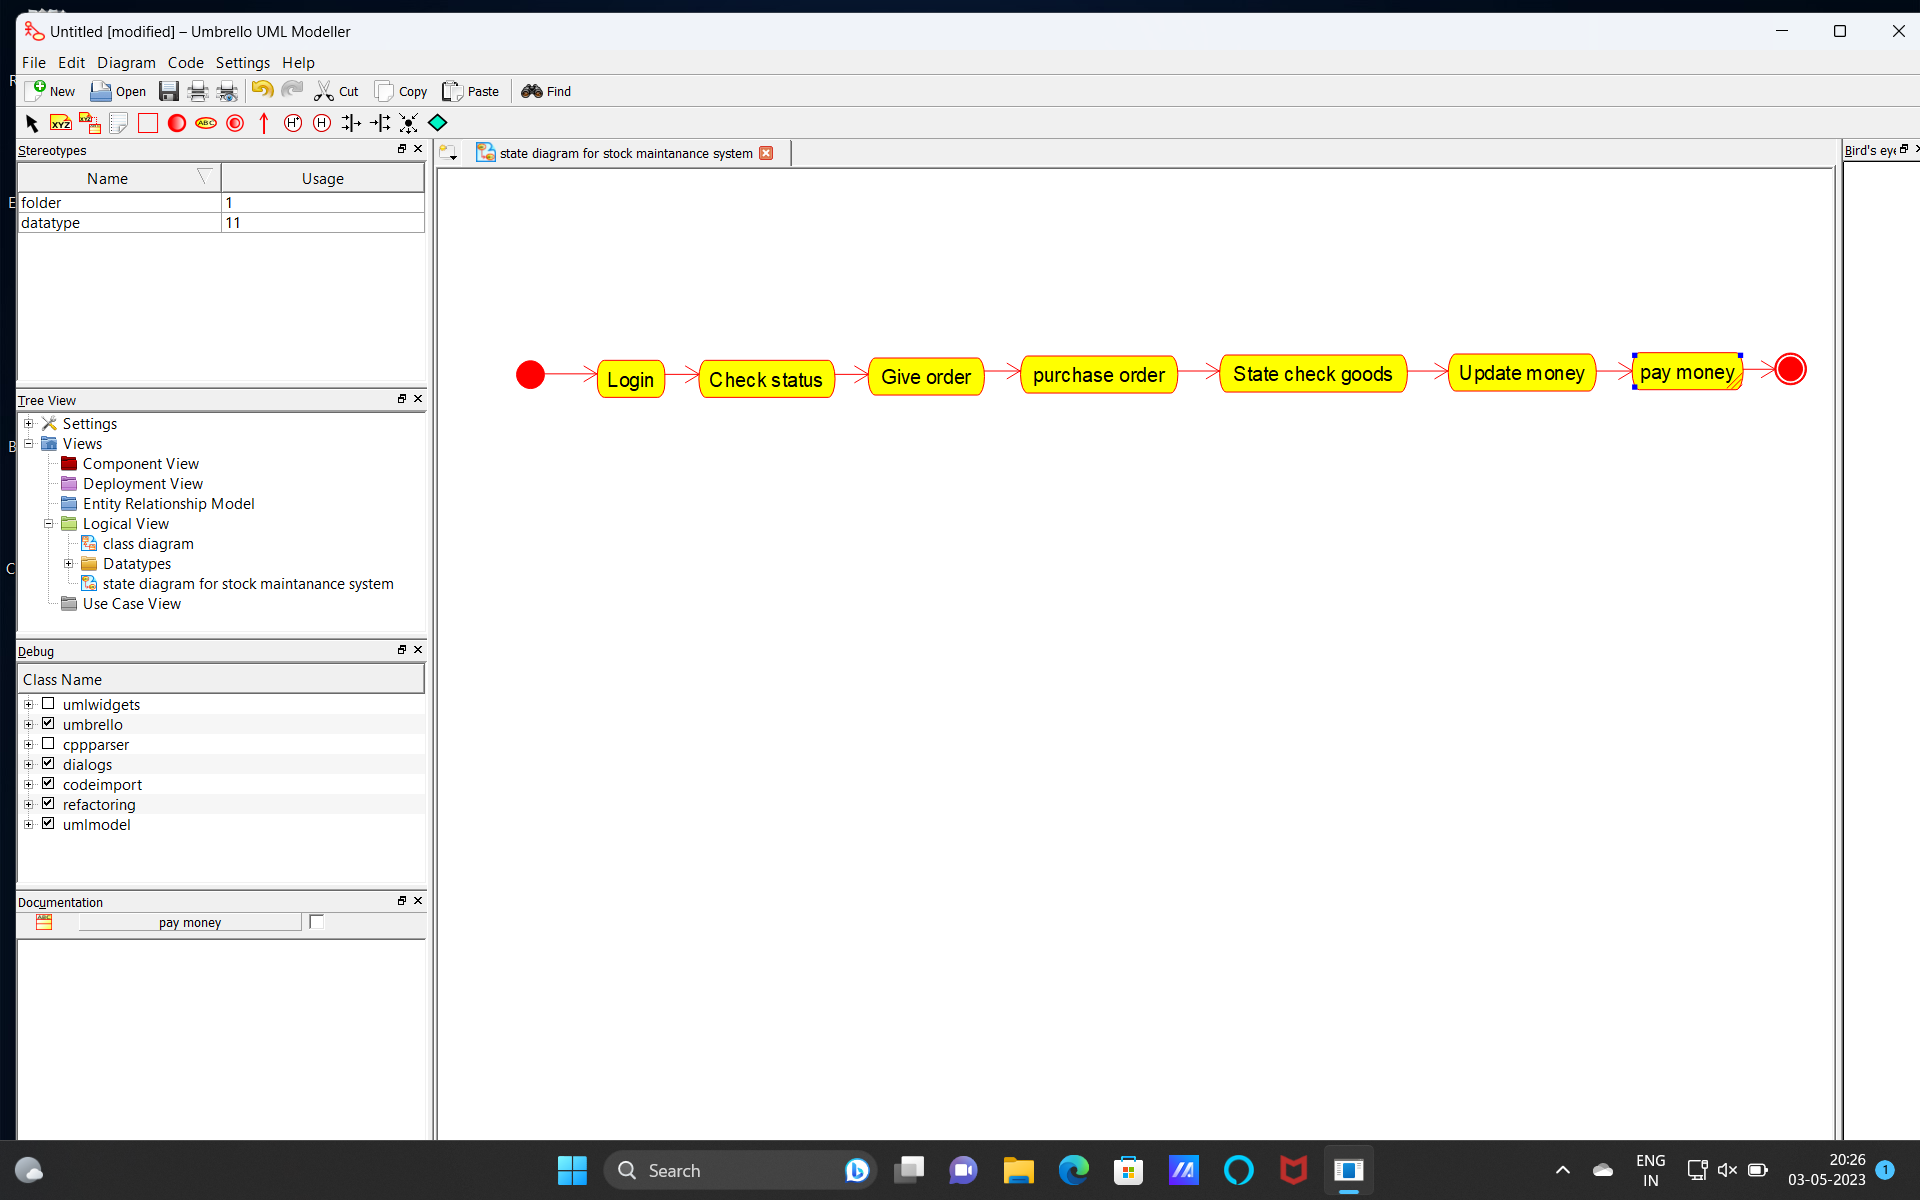 Untitled [modified] – Umbrello UML Modeller
File Edit Diagram Code Settings Help
New Open Cut Copy Paste Find
XYZ XYZ ABC H* H
Stereotypes
Name Usage
folder 1
datatype 11
Tree View
Settings
Views
Component View
Deployment View
Entity Relationship Model
Logical View
class diagram
Datatypes
state diagram for stock maintanance system
Use Case View
Debug
Class Name
umlwidgets
umbrello
cppparser
dialogs
codeimport
refactoring
umlmodel
Documentation
ABC pay money
state diagram for stock maintanance system
Bird's eye
Login
Check status
Give order
purchase order
State check goods
Update money
pay money
Search
ENG
IN
20:26
03-05-2023
1